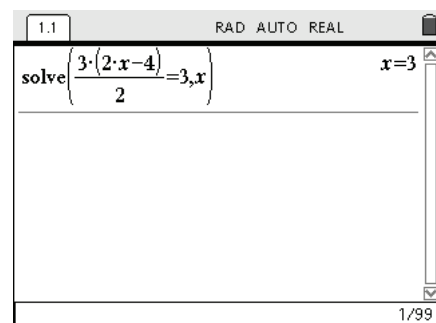 1.1 RAD AUTO REAL
solve(3·(2·x−4)/2=3,x) x=3
1/99